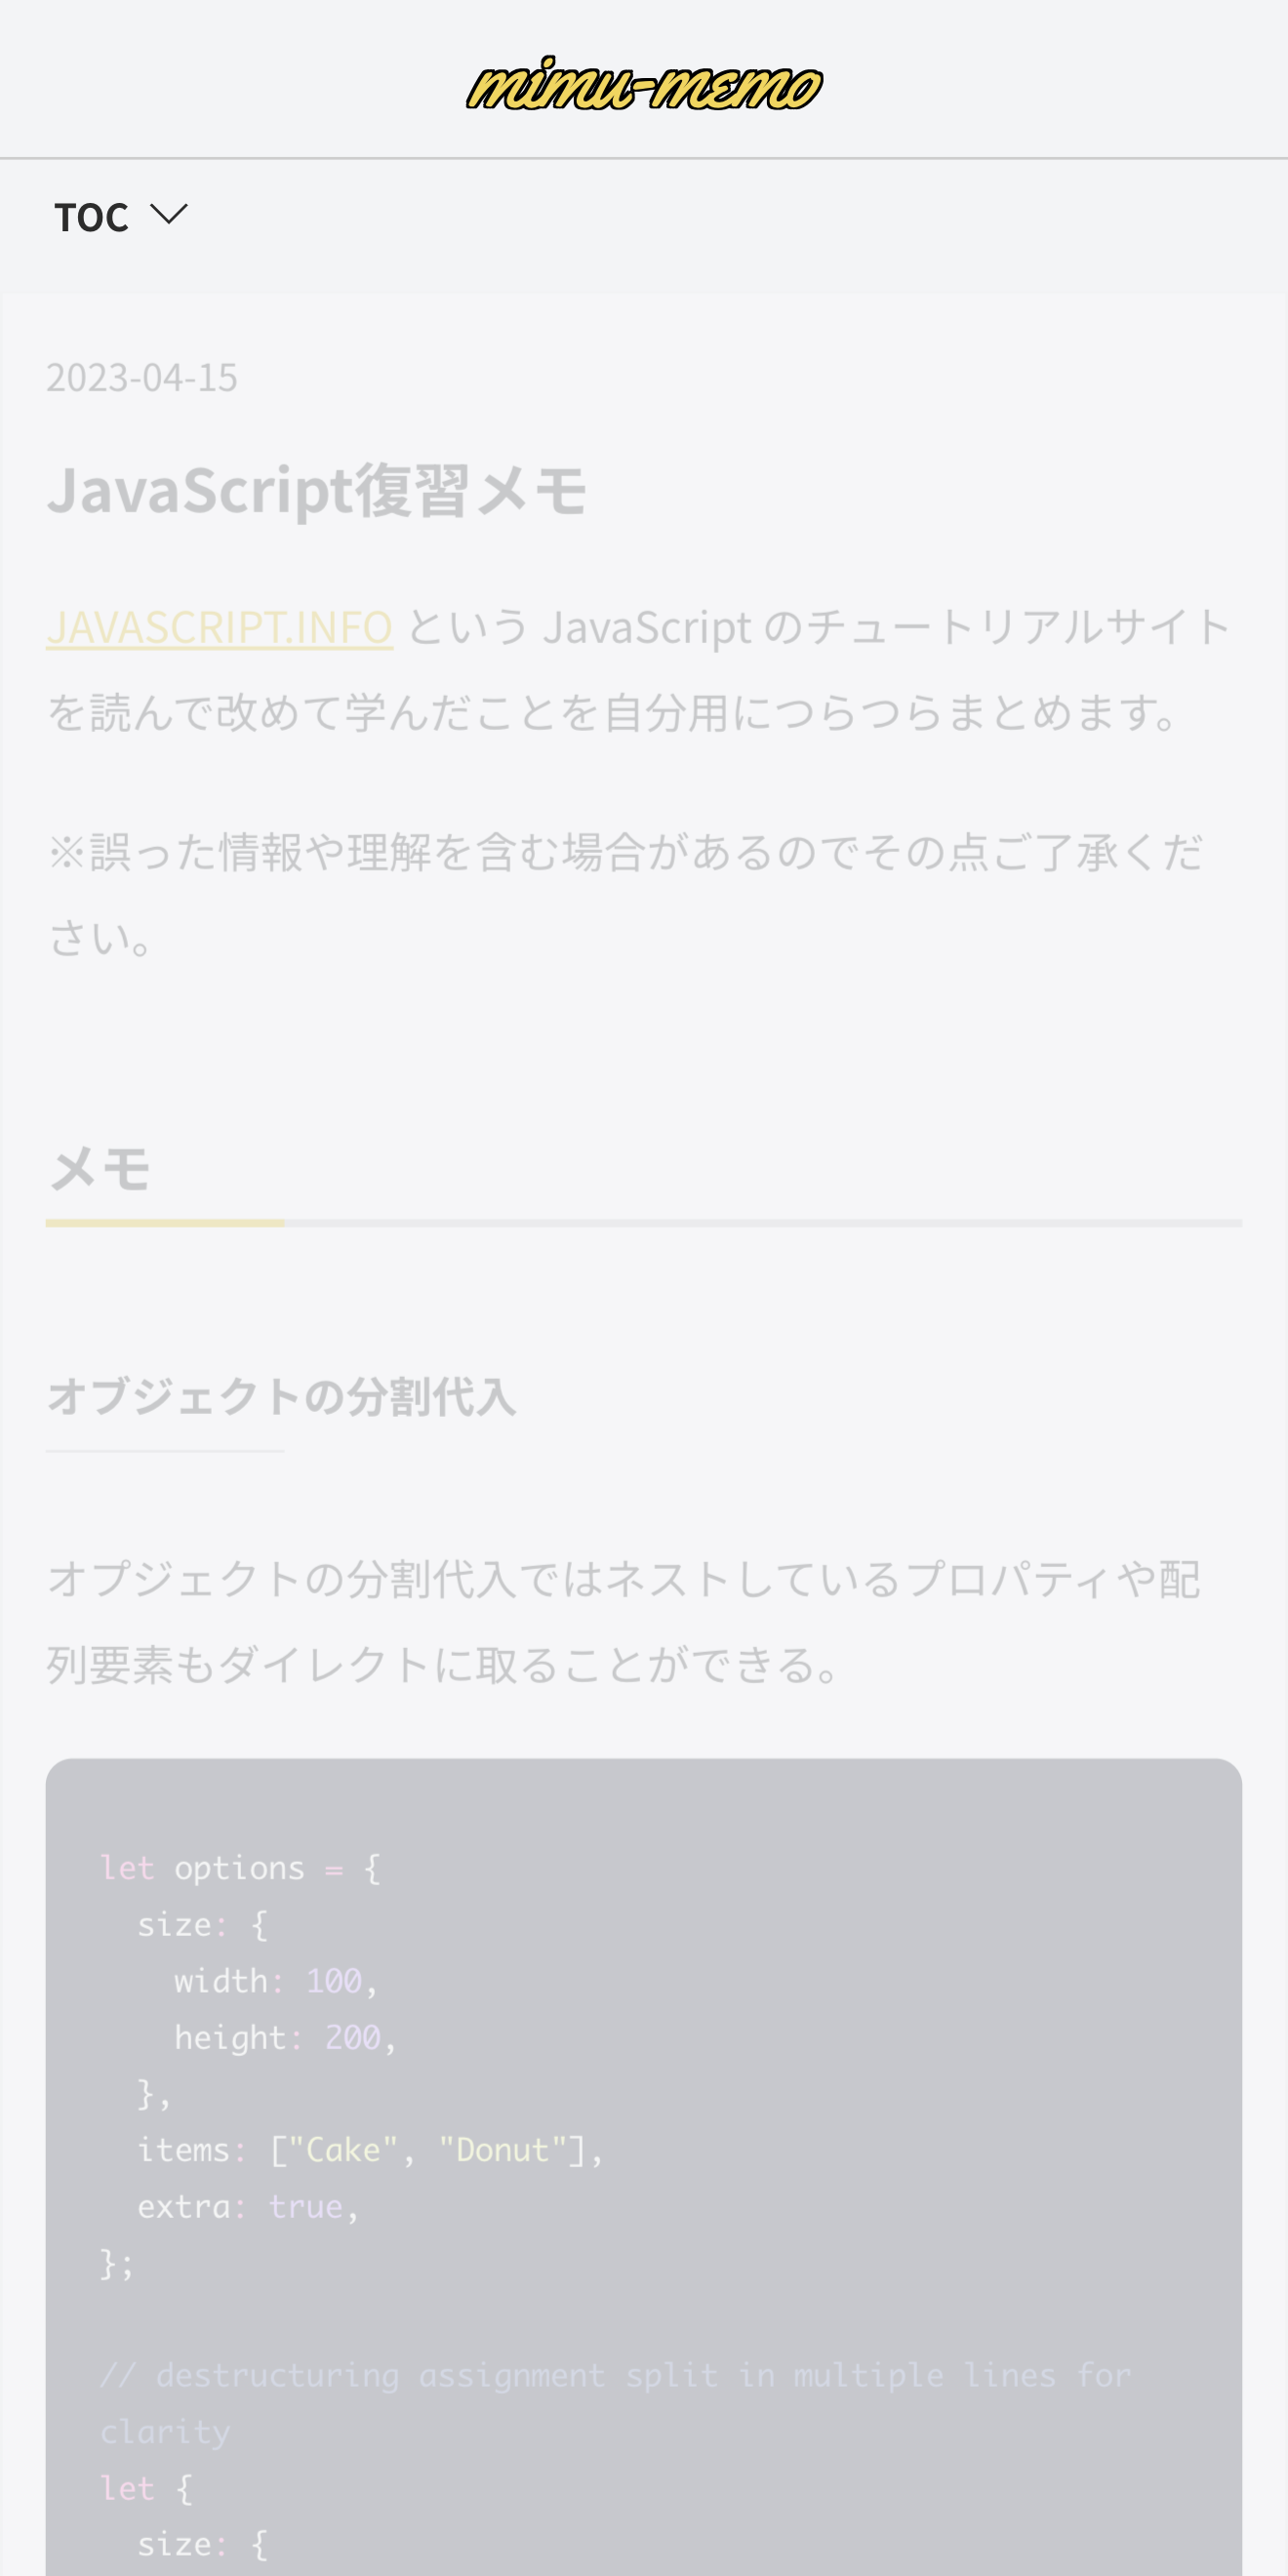 mimu-memo
TOC
2023-04-15
JavaScript復習メモ
JAVASCRIPT.INFO という JavaScript のチュートリアルサイト
を読んで改めて学んだことを自分用につらつらまとめます。
※誤った情報や理解を含む場合があるのでその点ご了承くだ
さい。
メモ
オブジェクトの分割代入
オプジェクトの分割代入ではネストしているプロパティや配
列要素もダイレクトに取ることができる。
let options = {
  size: {
    width: 100,
    height: 200,
  },
  items: ["Cake", "Donut"],
  extra: true,
};
// destructuring assignment split in multiple lines for
clarity
let {
  size: {